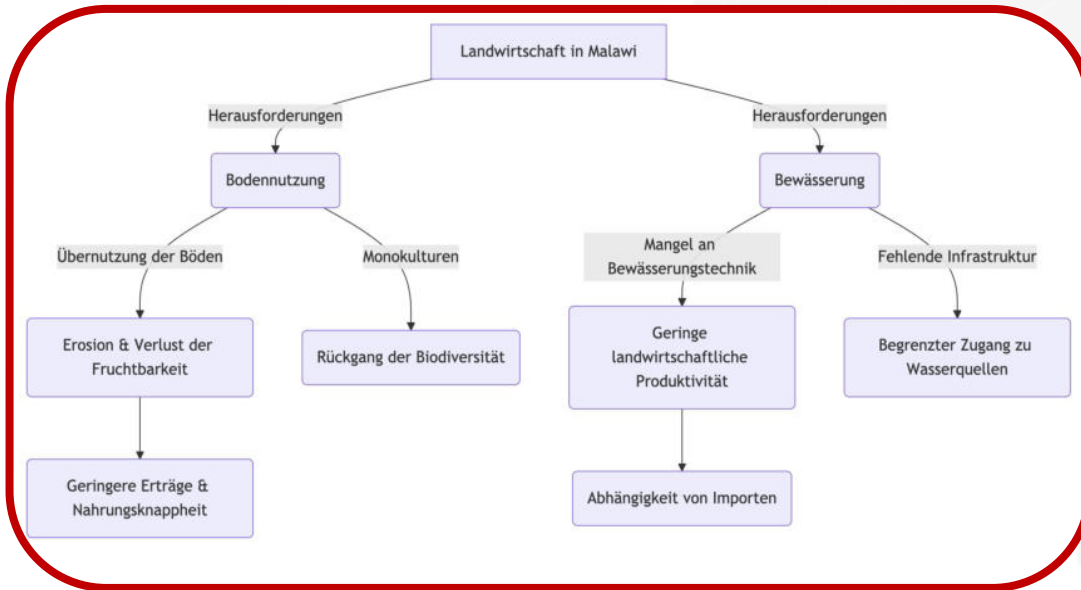 Landwirtschaft in Malawi
Herausforderungen
Herausforderungen
Bodennutzung
Bewässerung
Übernutzung der Böden
Monokulturen
Mangel an
Bewässerungstechnik
Fehlende Infrastruktur
Erosion & Verlust der
Fruchtbarkeit
Rückgang der Biodiversität
Geringe
landwirtschaftliche
Produktivität
Begrenzter Zugang zu
Wasserquellen
Geringere Erträge &
Nahrungsknappheit
Abhängigkeit von Importen